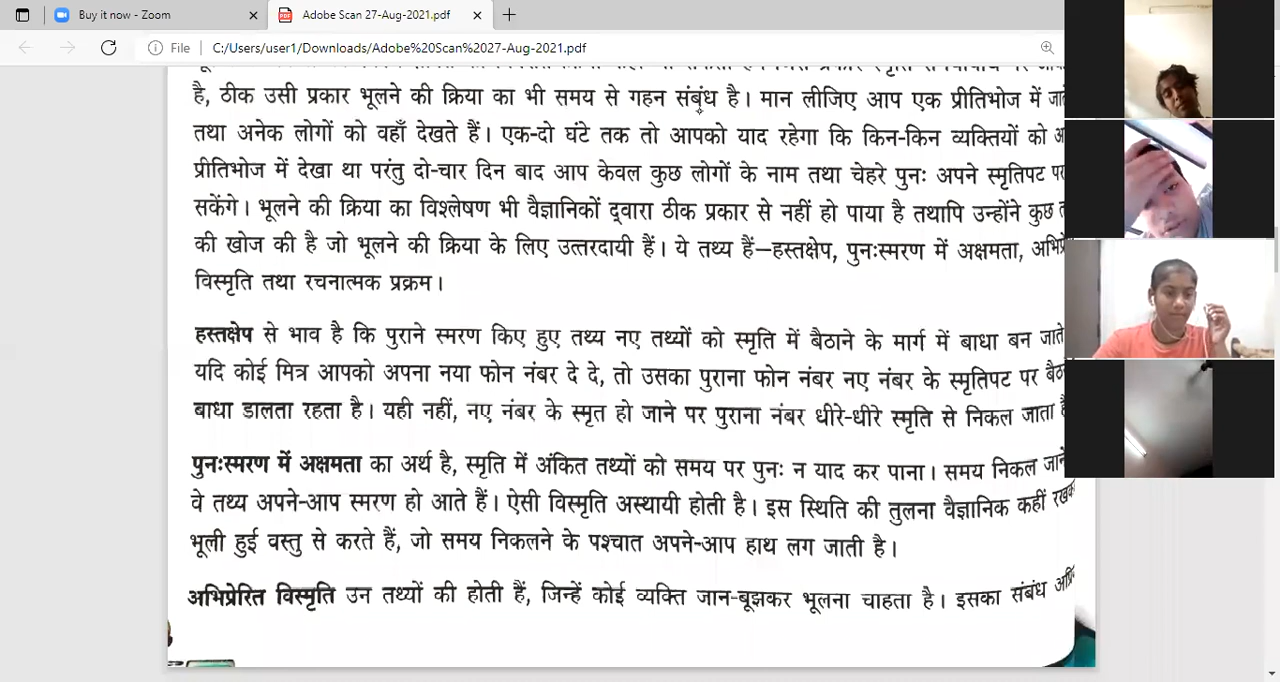 Buy it now - Zoom
Adobe Scan 27-Aug-2021.pdf
File
C:/Users/user1/Downloads/Adobe%20Scan%2027-Aug-2021.pdf
है, ठीक उसी प्रकार भूलने की क्रिया का भी समय से गहन संबंध है। मान लीजिए आप एक प्रीतिभोज में
तथा अनेक लोगों को वहाँ देखते हैं। एक-दो घंटे तक तो आपको याद रहेगा कि किन-किन व्यक्तियों को
प्रीतिभोज में देखा था परंतु दो-चार दिन बाद आप केवल कुछ लोगों के नाम तथा चेहरे पुनः अपने स्मृतिपट पर
सकेंगे। भूलने की क्रिया का विश्लेषण भी वैज्ञानिकों द्वारा ठीक प्रकार से नहीं हो पाया है तथापि उन्होंने कुछ
की खोज की है जो भूलने की क्रिया के लिए उत्तरदायी हैं। ये तथ्य हैं—हस्तक्षेप, पुनःस्मरण में अक्षमता,
विस्मृति तथा रचनात्मक प्रक्रम।
हस्तक्षेप से भाव है कि पुराने स्मरण किए हुए तथ्य नए तथ्यों को स्मृति में बैठाने के मार्ग में बाधा बन जाते
यदि कोई मित्र आपको अपना नया फोन नंबर दे दे, तो उसका पुराना फोन नंबर नए नंबर के स्मृतिपट पर
बाधा डालता रहता है। यही नहीं, नए नंबर के स्मृत हो जाने पर पुराना नंबर धीरे-धीरे स्मृति से निकल जाता
पुनःस्मरण में अक्षमता का अर्थ है, स्मृति में अंकित तथ्यों को समय पर पुनः न याद कर पाना। समय निकल जाने
वे तथ्य अपने-आप स्मरण हो आते हैं। ऐसी विस्मृति अस्थायी होती है। इस स्थिति की तुलना वैज्ञानिक कहीं
भूली हुई वस्तु से करते हैं, जो समय निकलने के पश्चात अपने-आप हाथ लग जाती है।
अभिप्रेरित विस्मृति उन तथ्यों की होती हैं, जिन्हें कोई व्यक्ति जान-बूझकर भूलना चाहता है। इसका संबंध